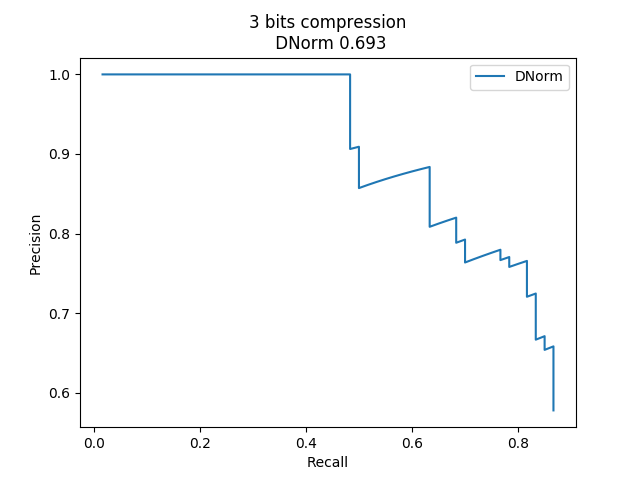 3 bits compression
DNorm 0.693
DNorm
1.0
0.9
0.8
0.7
0.6
Precision
0.0 0.2 0.4 0.6 0.8
Recall